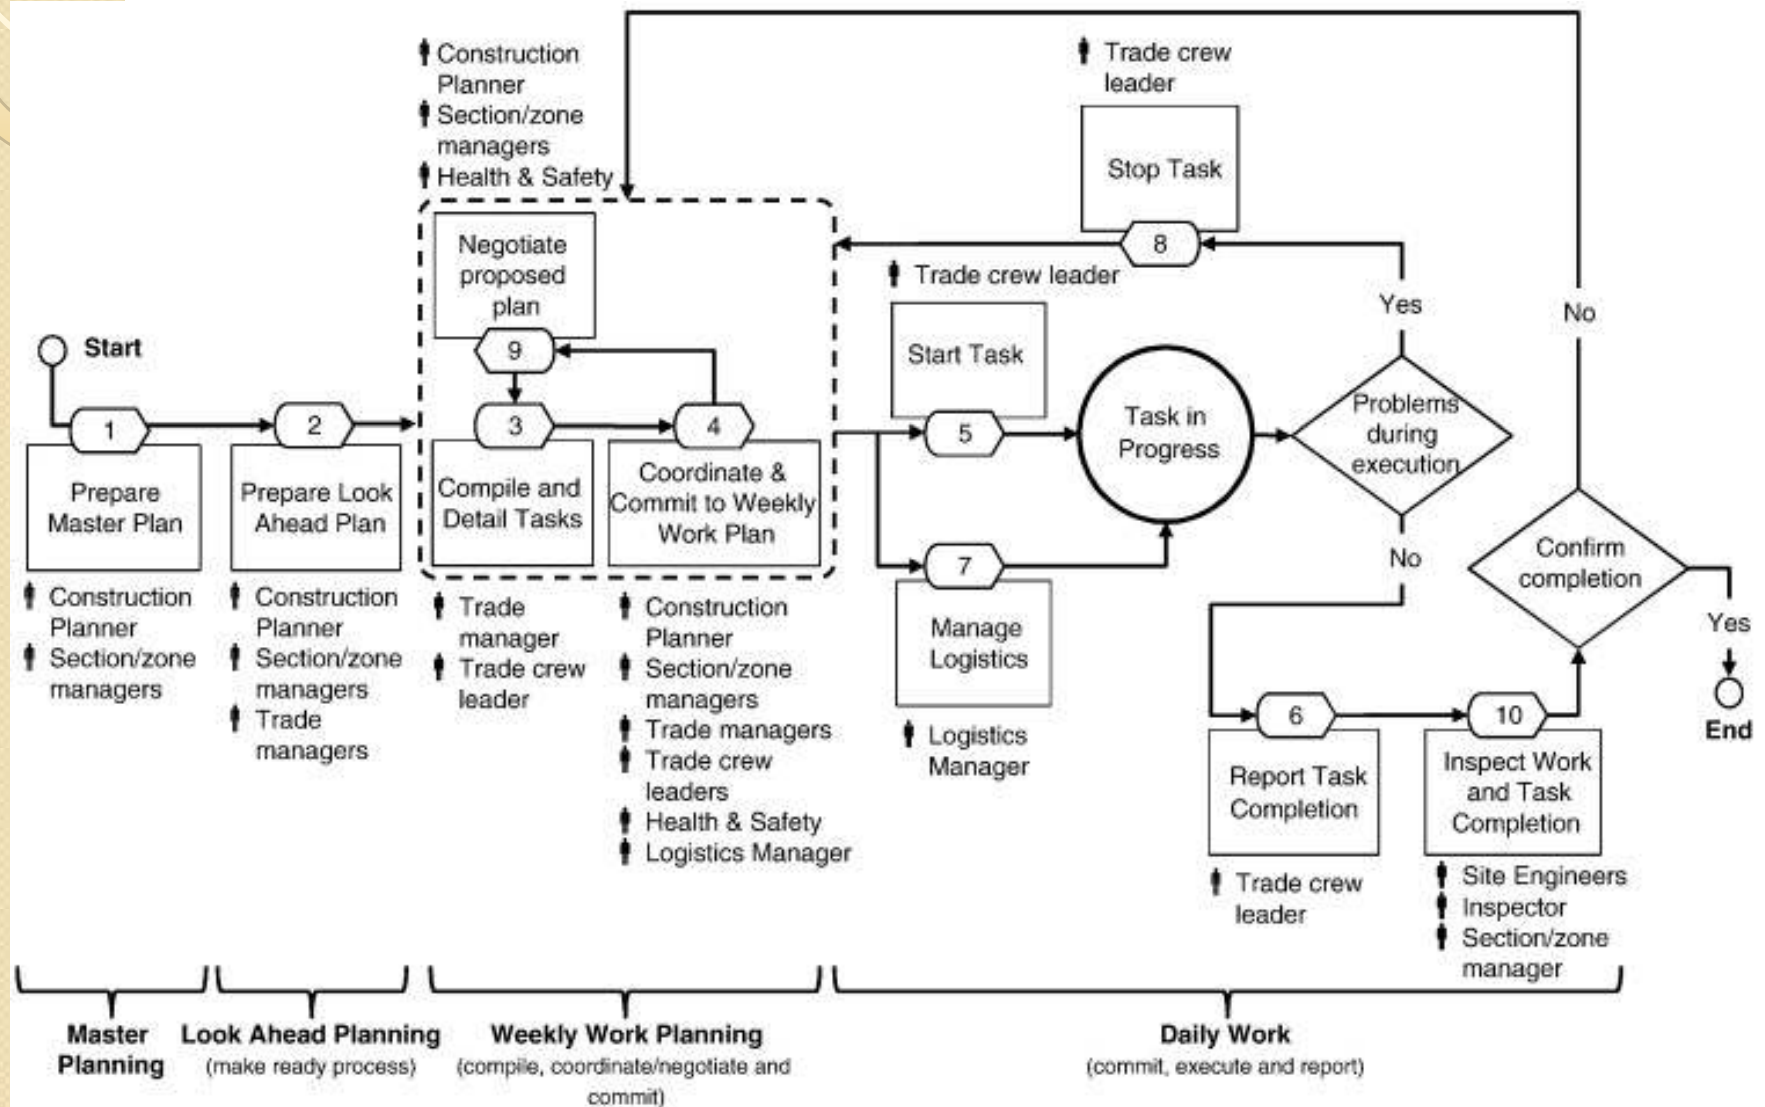 Construction
Planner
Section/zone
managers
Health & Safety
Trade crew
leader
Stop Task
8
Negotiate
proposed
plan
9
Trade crew leader
Start Task
5
Yes
No
Start
1
Prepare
Master Plan
Construction
Planner
Section/zone
managers
2
Prepare Look
Ahead Plan
Construction
Planner
Section/zone
managers
Trade
managers
3
Compile and
Detail Tasks
Trade
manager
Trade crew
leader
4
Coordinate &
Commit to Weekly
Work Plan
Construction
Planner
Section/zone
managers
Trade managers
Trade crew
leaders
Health & Safety
Logistics Manager
Task in
Progress
Problems
during
execution
No
7
Manage
Logistics
Logistics
Manager
Confirm
completion
Yes
End
6
Report Task
Completion
Trade crew
leader
10
Inspect Work
and Task
Completion
Site Engineers
Inspector
Section/zone
manager
Master
Planning
Look Ahead Planning
(make ready process)
Weekly Work Planning
(compile, coordinate/negotiate and
commit)
Daily Work
(commit, execute and report)